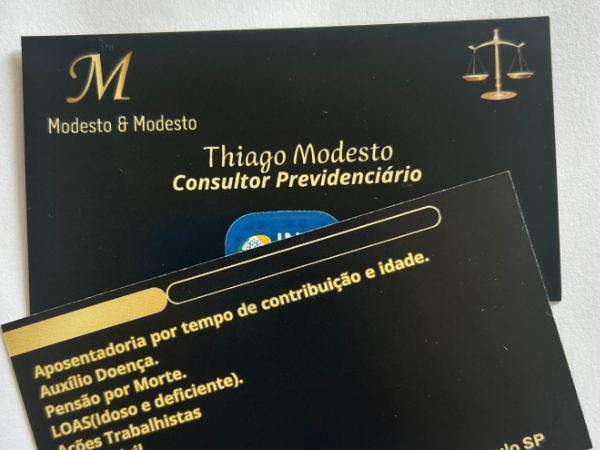 M
Modesto & Modesto
Thiago Modesto
Consultor Previdenciário
Aposentadoria por tempo de contribuição e idade.
Auxílio Doença.
Pensão por Morte.
LOAS(Idoso e deficiente).
Ações Trabalhistas
SP